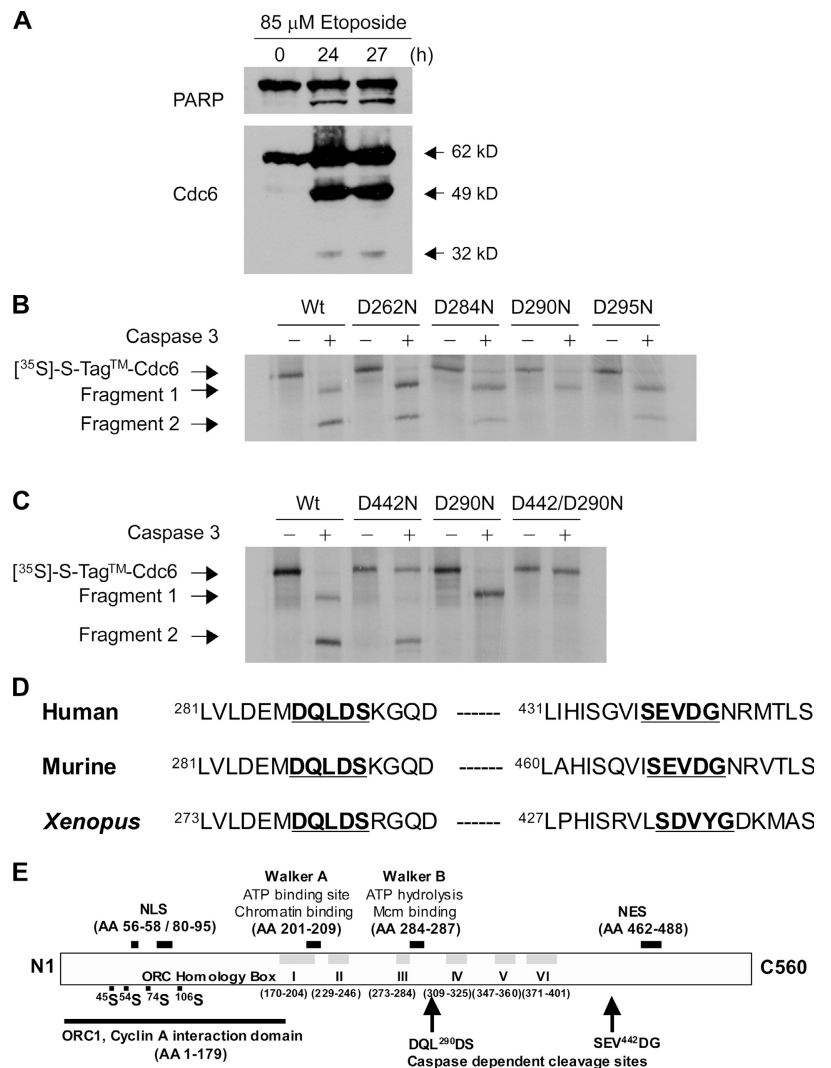 A
85 μM Etoposide
0 24 27 (h)
PARP
Cdc6
62 kD
49 kD
32 kD
B
Wt D262N D284N D290N D295N
Caspase 3 – + – + – + – + – +
[³⁵S]-S-Tag™-Cdc6
Fragment 1
Fragment 2
C
Wt D442N D290N D442/D290N
Caspase 3 – + – + – + – +
[³⁵S]-S-Tag™-Cdc6
Fragment 1
Fragment 2
D
Human ²⁸¹LVLDEMDQLDSKGQD ------ ⁴³¹LIHISGVISEVDGNRMTLS
Murine ²⁸¹LVLDEMDQLDSKGQD ------ ⁴⁶⁰LAHISQVISEVDGNRVTLS
Xenopus ²⁷³LVLDEMDQLDSRGQD ------ ⁴²⁷LPHISRVLSDVYGDKMAS
E
Walker A
ATP binding site
Chromatin binding
(AA 201-209)
Walker B
ATP hydrolysis
Mcm binding
(AA 284-287)
NLS
(AA 56-58 / 80-95)
NES
(AA 462-488)
N1
C560
ORC Homology Box I II III IV V VI
(170-204) (229-246) (273-284) (309-325) (347-360) (371-401)
⁴⁵S ⁵⁴S ⁷⁴S ¹⁰⁶S
ORC1, Cyclin A interaction domain
(AA 1-179)
DQL²⁹⁰DS
SEV⁴⁴²DG
Caspase dependent cleavage sites